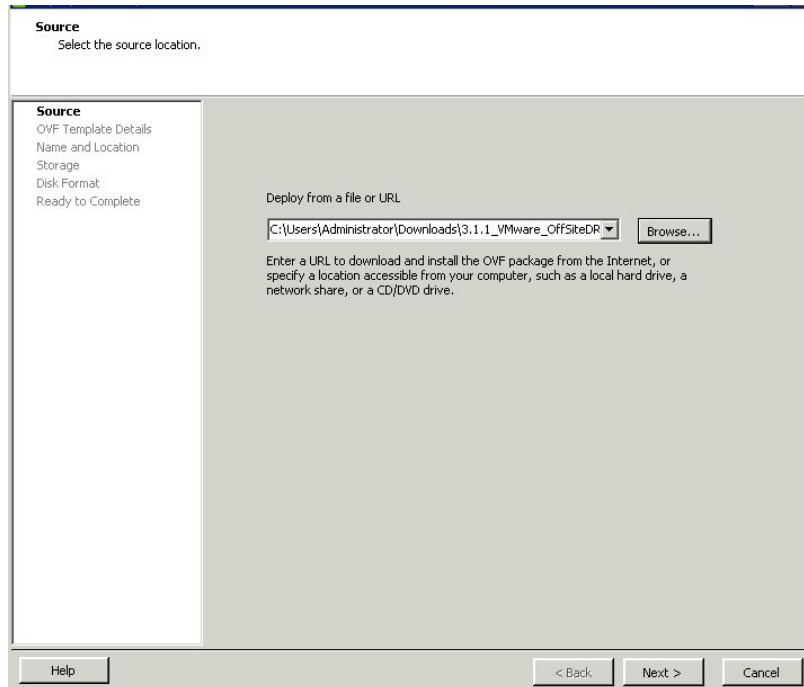 Source
Select the source location.
Source
OVF Template Details
Name and Location
Storage
Disk Format
Ready to Complete
Deploy from a file or URL
C:\Users\Administrator\Downloads\3.1.1_VMware_OffSiteDR
Browse...
Enter a URL to download and install the OVF package from the Internet, or
specify a location accessible from your computer, such as a local hard drive, a
network share, or a CD/DVD drive.
Help
< Back
Next >
Cancel